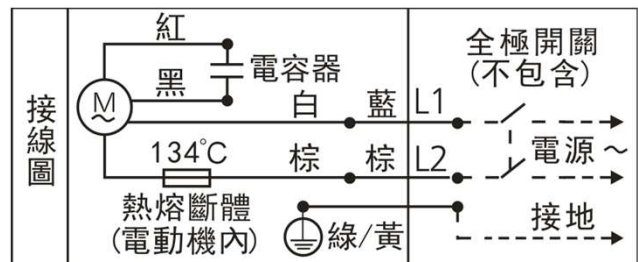 接線圖
紅
黑
電容器
M
~
白
藍
L1
134℃
棕
棕
L2
熱熔斷體
(電動機內)
綠/黃
全極開關
(不包含)
電源~
接地